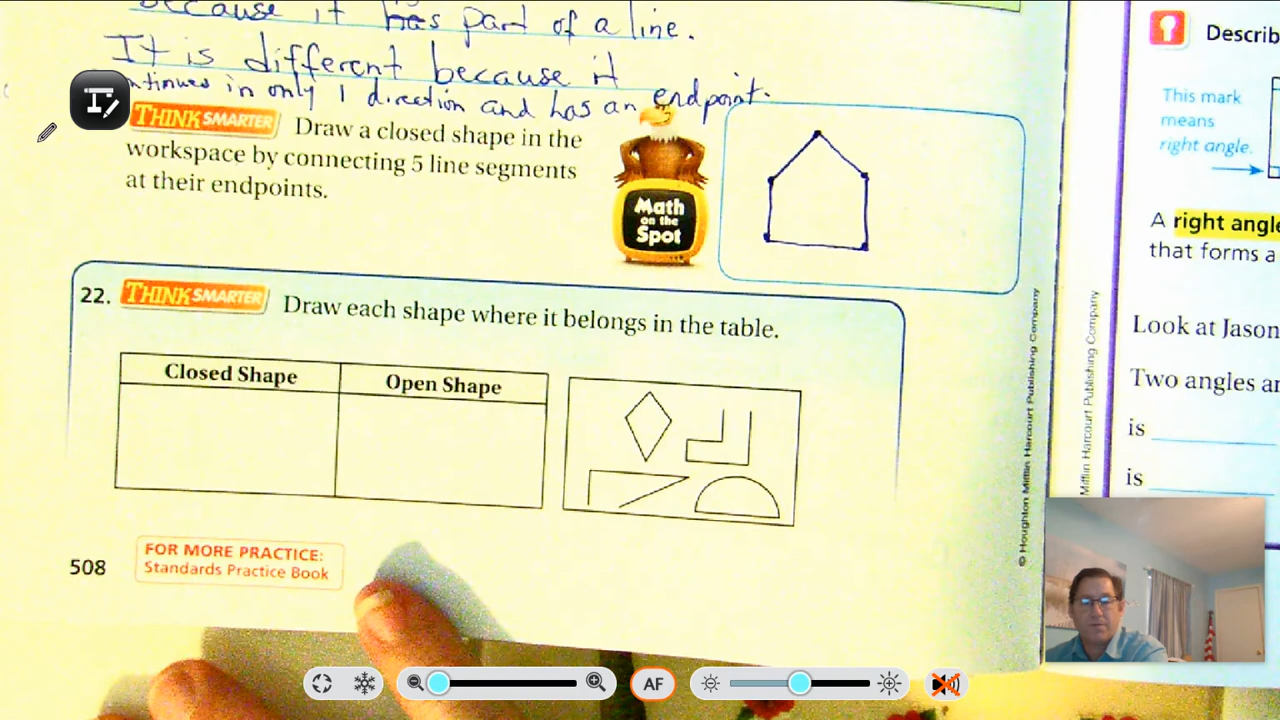 because it has part of a line.
It is different because it
ntinues in only 1 direction and has an endpoint.
THINK SMARTER Draw a closed shape in the
workspace by connecting 5 line segments
at their endpoints.
Math
on the
Spot
22. THINK SMARTER Draw each shape where it belongs in the table.
Closed Shape
Open Shape
508
FOR MORE PRACTICE:
Standards Practice Book
© Houghton Mifflin Harcourt Publishing Company
Describ
This mark
means
right angle.
A right angle
that forms a
Look at Jason
Two angles ar
is
is
Mifflin Harcourt Publishing Company
AF